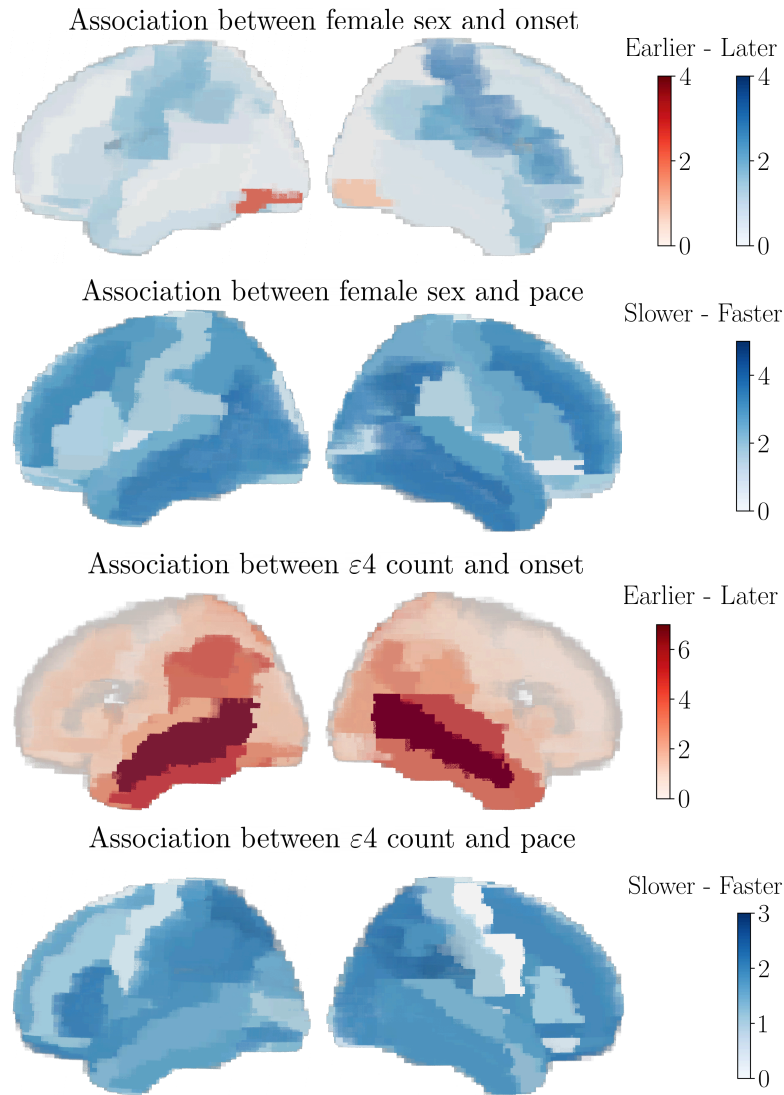 Association between female sex and onset
Earlier - Later
4 4
2 2
0 0
Association between female sex and pace
Slower - Faster
4
2
0
Association between ε4 count and onset
Earlier - Later
6
4
2
0
Association between ε4 count and pace
Slower - Faster
3
2
1
0